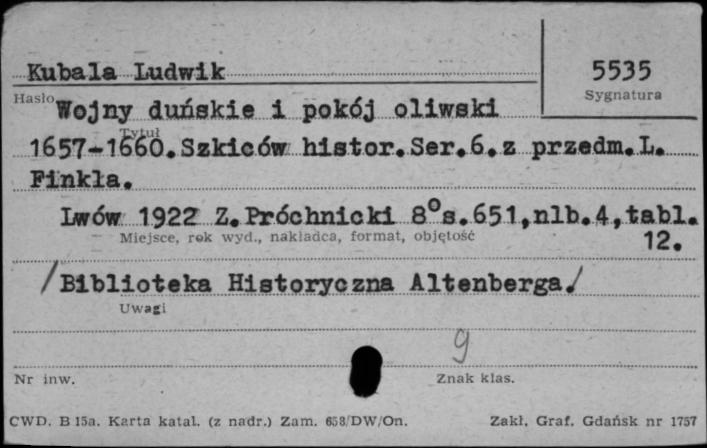 Kubala Ludwik
5535
Hasło
Sygnatura
Wojny duńskie i pokój oliwski
Tytuł
1657-1660. Szkiców histor. Ser. 6. z przedm. L.
Finkla.
Lwów 1922 Z. Próchnicki 8° s. 651, nlb. 4, tabl.
Miejsce, rok wyd., nakładca, format, objętość
12.
/Biblioteka Historyczna Altenberga/
Uwagi
9
Nr inw.
Znak klas.
CWD. B 15a. Karta katal. (z nadr.) Zam. 658/DW/On.
Zakł. Graf. Gdańsk nr 1757